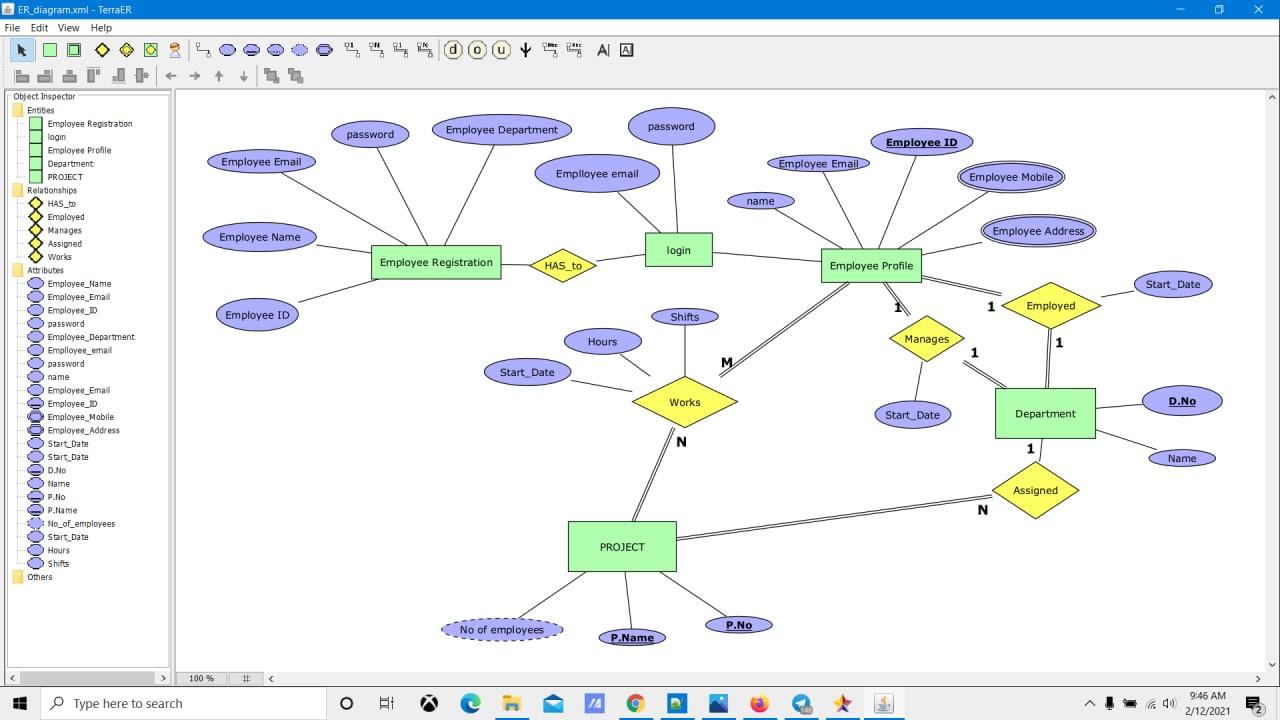 ER_diagram.xml - TerraER
File Edit View Help
d o u A A
Object Inspector
Entities
Employee Registration
login
Employee Profile
Department
PROJECT
Relationships
HAS_to
Employed
Manages
Assigned
Works
Attributes
Employee_Name
Employee_Email
Employee_ID
password
Employee_Department
Emplloyee_email
password
name
Employee_Email
Employee_ID
Employee_Mobile
Employee_Address
Start_Date
Start_Date
D.No
Name
P.No
P.Name
No_of_employees
Start_Date
Hours
Shifts
Others
password
Employee Department
password
Employee Email
Emplloyee email
Employee Email
Employee ID
Employee Mobile
name
Employee Name
Employee Address
Employee Registration
HAS_to
login
Employee Profile
Employee ID
Start_Date
1
1
Employed
Shifts
Hours
Manages
1
1
M
Start_Date
Works
Start_Date
Department
D.No
N
1
Name
Assigned
N
PROJECT
No of employees
P.Name
P.No
100 %
Type here to search
148
9:46 AM
2/12/2021
2